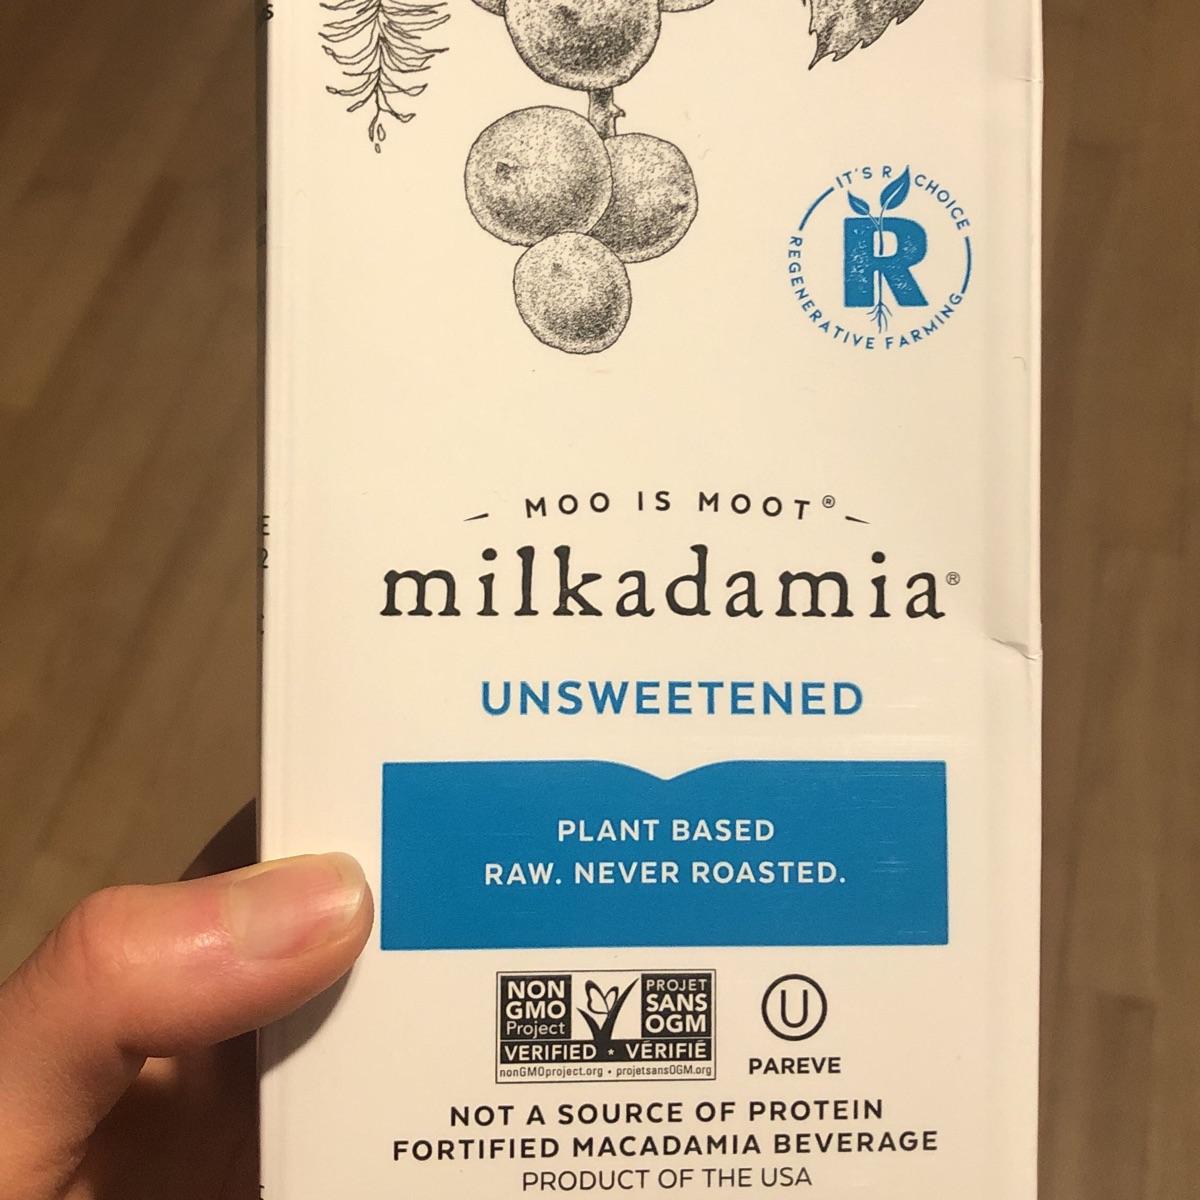 IT'S R CHOICE
R
REGENERATIVE FARMING
MOO IS MOOT®
milkadamia®
UNSWEETENED
PLANT BASED
RAW. NEVER ROASTED.
NON GMO Project
PROJET SANS OGM
VERIFIED • VÉRIFIÉ
nonGMOproject.org • projetsansOGM.org
U
PAREVE
NOT A SOURCE OF PROTEIN
FORTIFIED MACADAMIA BEVERAGE
PRODUCT OF THE USA